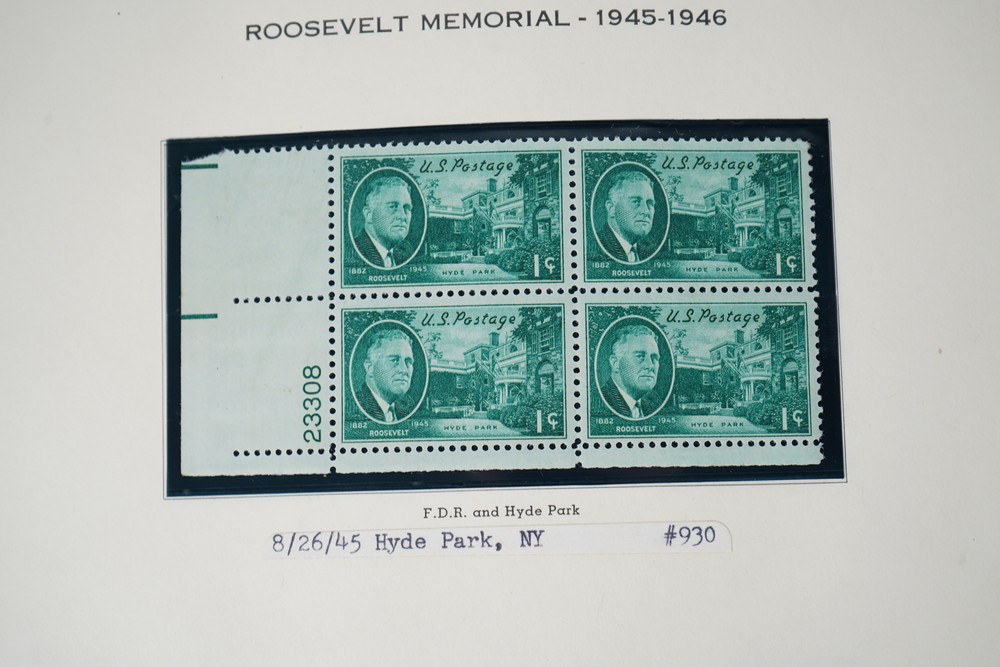 ROOSEVELT MEMORIAL - 1945-1946
U.S. Postage U.S. Postage
1882 1945 HYDE PARK 1¢ 1882 1945 HYDE PARK 1¢
ROOSEVELT ROOSEVELT
U.S. Postage U.S. Postage
23308
1882 1945 HYDE PARK 1¢ 1882 1945 HYDE PARK 1¢
ROOSEVELT ROOSEVELT
F.D.R. and Hyde Park
8/26/45 Hyde Park, NY #930